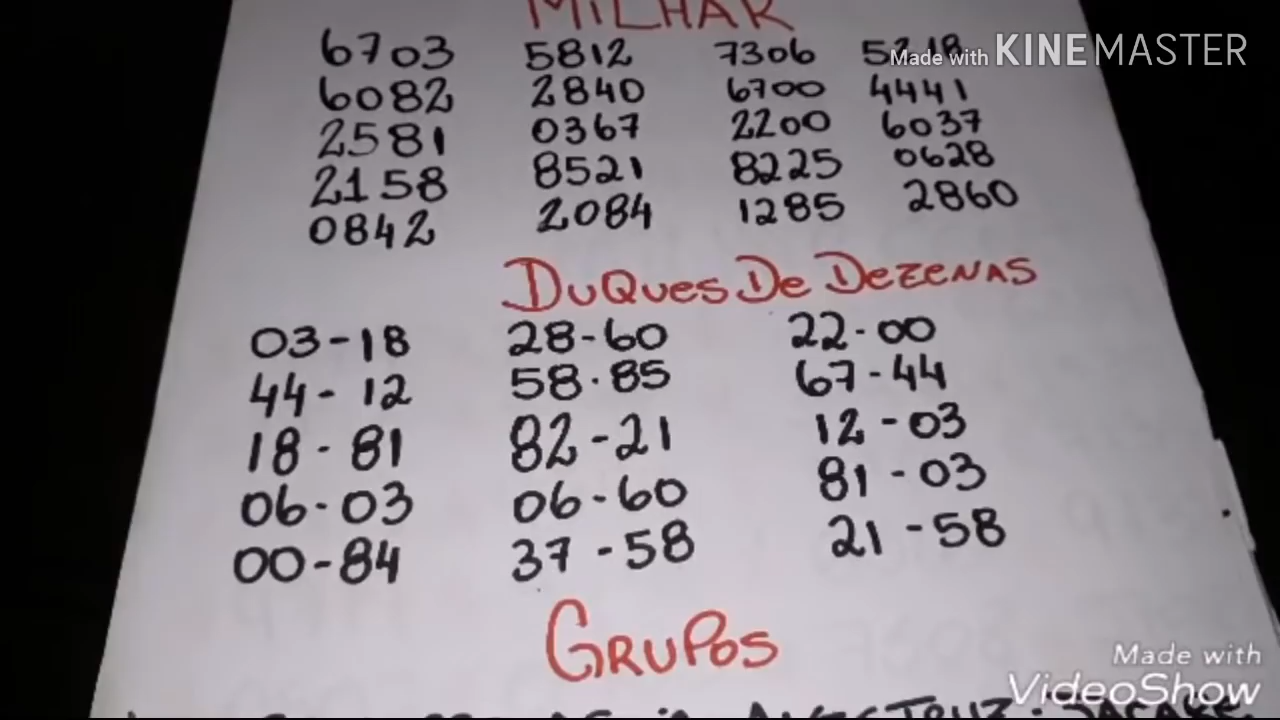 MILHAR
6703 5812 7306
Made with KINEMASTER
6082 2840 6700 4441
2581 0367 2200 6037
2158 8521 8225 0628
0842 2084 1285 2860
DUQUES DE DEZENAS
03-18 28-60 22-00
44-12 58-85 67-44
18-81 82-21 12-03
06-03 06-60 81-03
00-84 37-58 21-58
GRUPOS
Made with
VideoShow